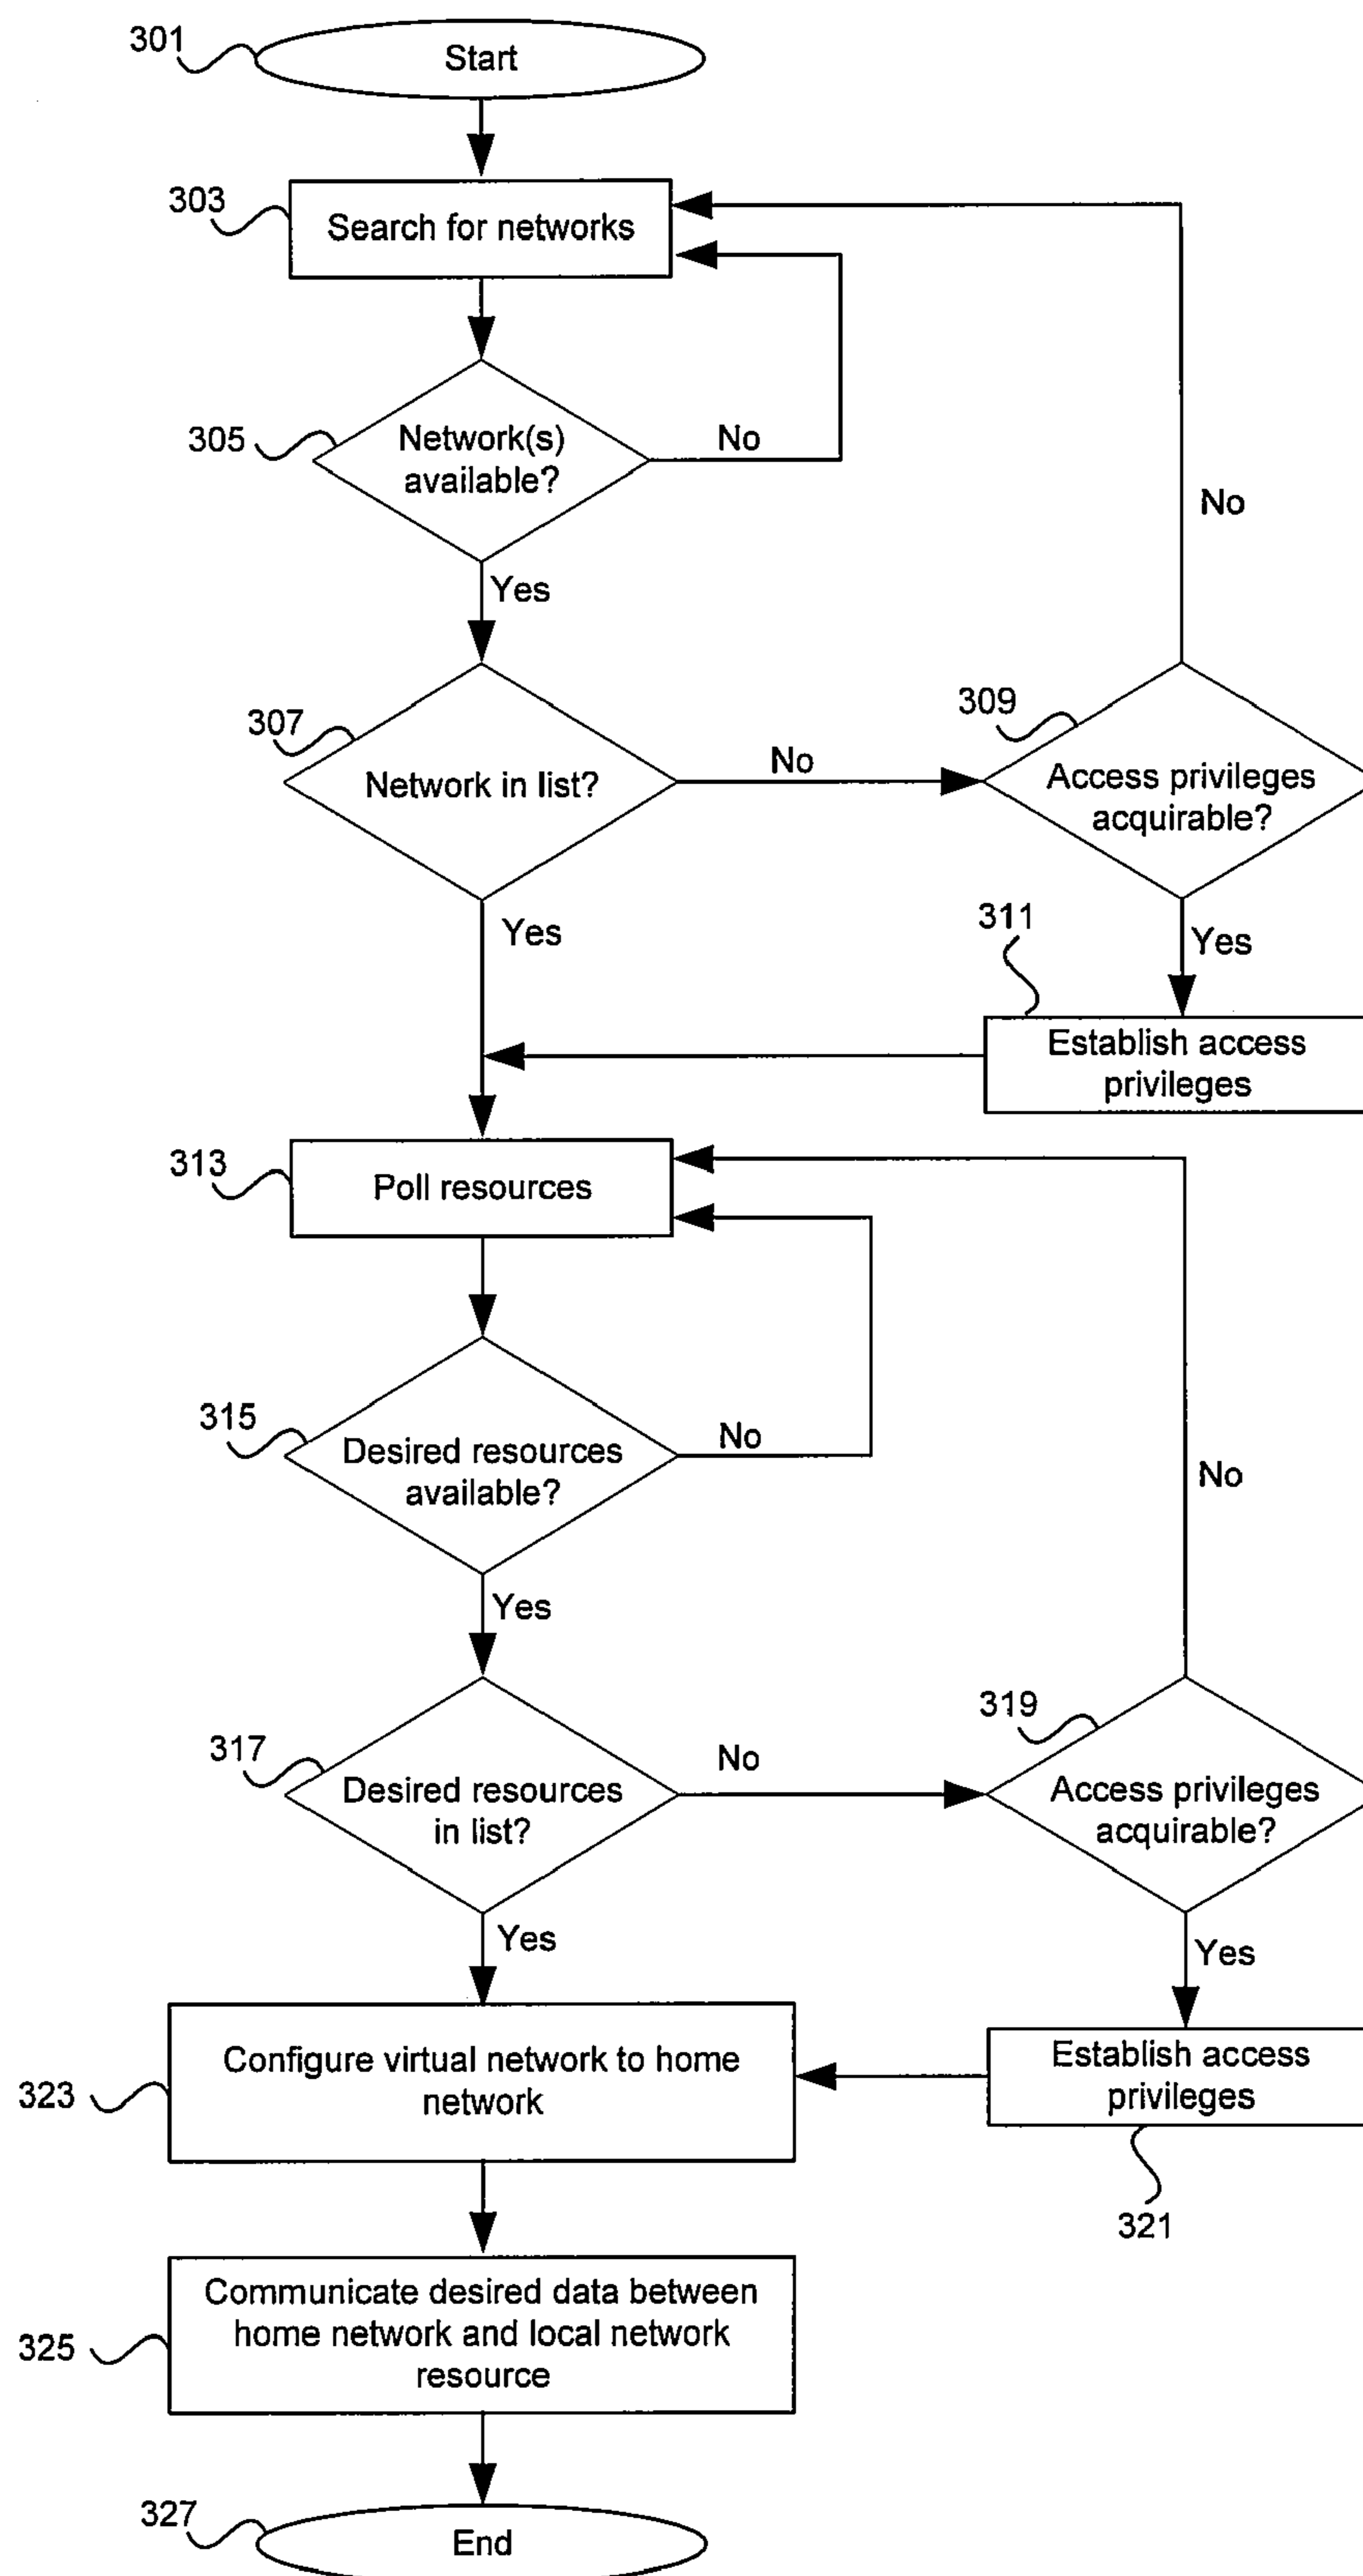 301
Start
303
Search for networks
305
Network(s)
available?
No
Yes
No
307
Network in list?
No
309
Access privileges
acquirable?
Yes
311
Yes
Establish access
privileges
313
Poll resources
315
Desired resources
available?
No
No
Yes
317
Desired resources
in list?
No
319
Access privileges
acquirable?
Yes
Yes
323
Configure virtual network to home
network
Establish access
privileges
321
325
Communicate desired data between
home network and local network
resource
327
End